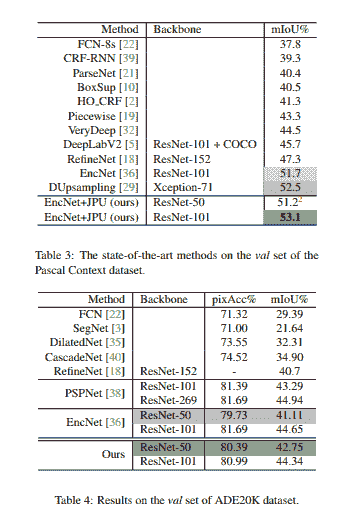 Method Backbone mIoU%
FCN-8s [22] 37.8
CRF-RNN [39] 39.3
ParseNet [21] 40.4
BoxSup [10] 40.5
HO_CRF [2] 41.3
Piecewise [19] 43.3
VeryDeep [32] 44.5
DeepLabV2 [5] ResNet-101 + COCO 45.7
RefineNet [18] ResNet-152 47.3
EncNet [36] ResNet-101 51.7
DUpsampling [29] Xception-71 52.5
EncNet+JPU (ours) ResNet-50 51.2²
EncNet+JPU (ours) ResNet-101 53.1
Table 3: The state-of-the-art methods on the val set of the
Pascal Context dataset.
Method Backbone pixAcc% mIoU%
FCN [22] 71.32 29.39
SegNet [3] 71.00 21.64
DilatedNet [35] 73.55 32.31
CascadeNet [40] 74.52 34.90
RefineNet [18] ResNet-152 - 40.7
PSPNet [38] ResNet-101 81.39 43.29
ResNet-269 81.69 44.94
EncNet [36] ResNet-50 79.73 41.11
ResNet-101 81.69 44.65
Ours ResNet-50 80.39 42.75
ResNet-101 80.99 44.34
Table 4: Results on the val set of ADE20K dataset.